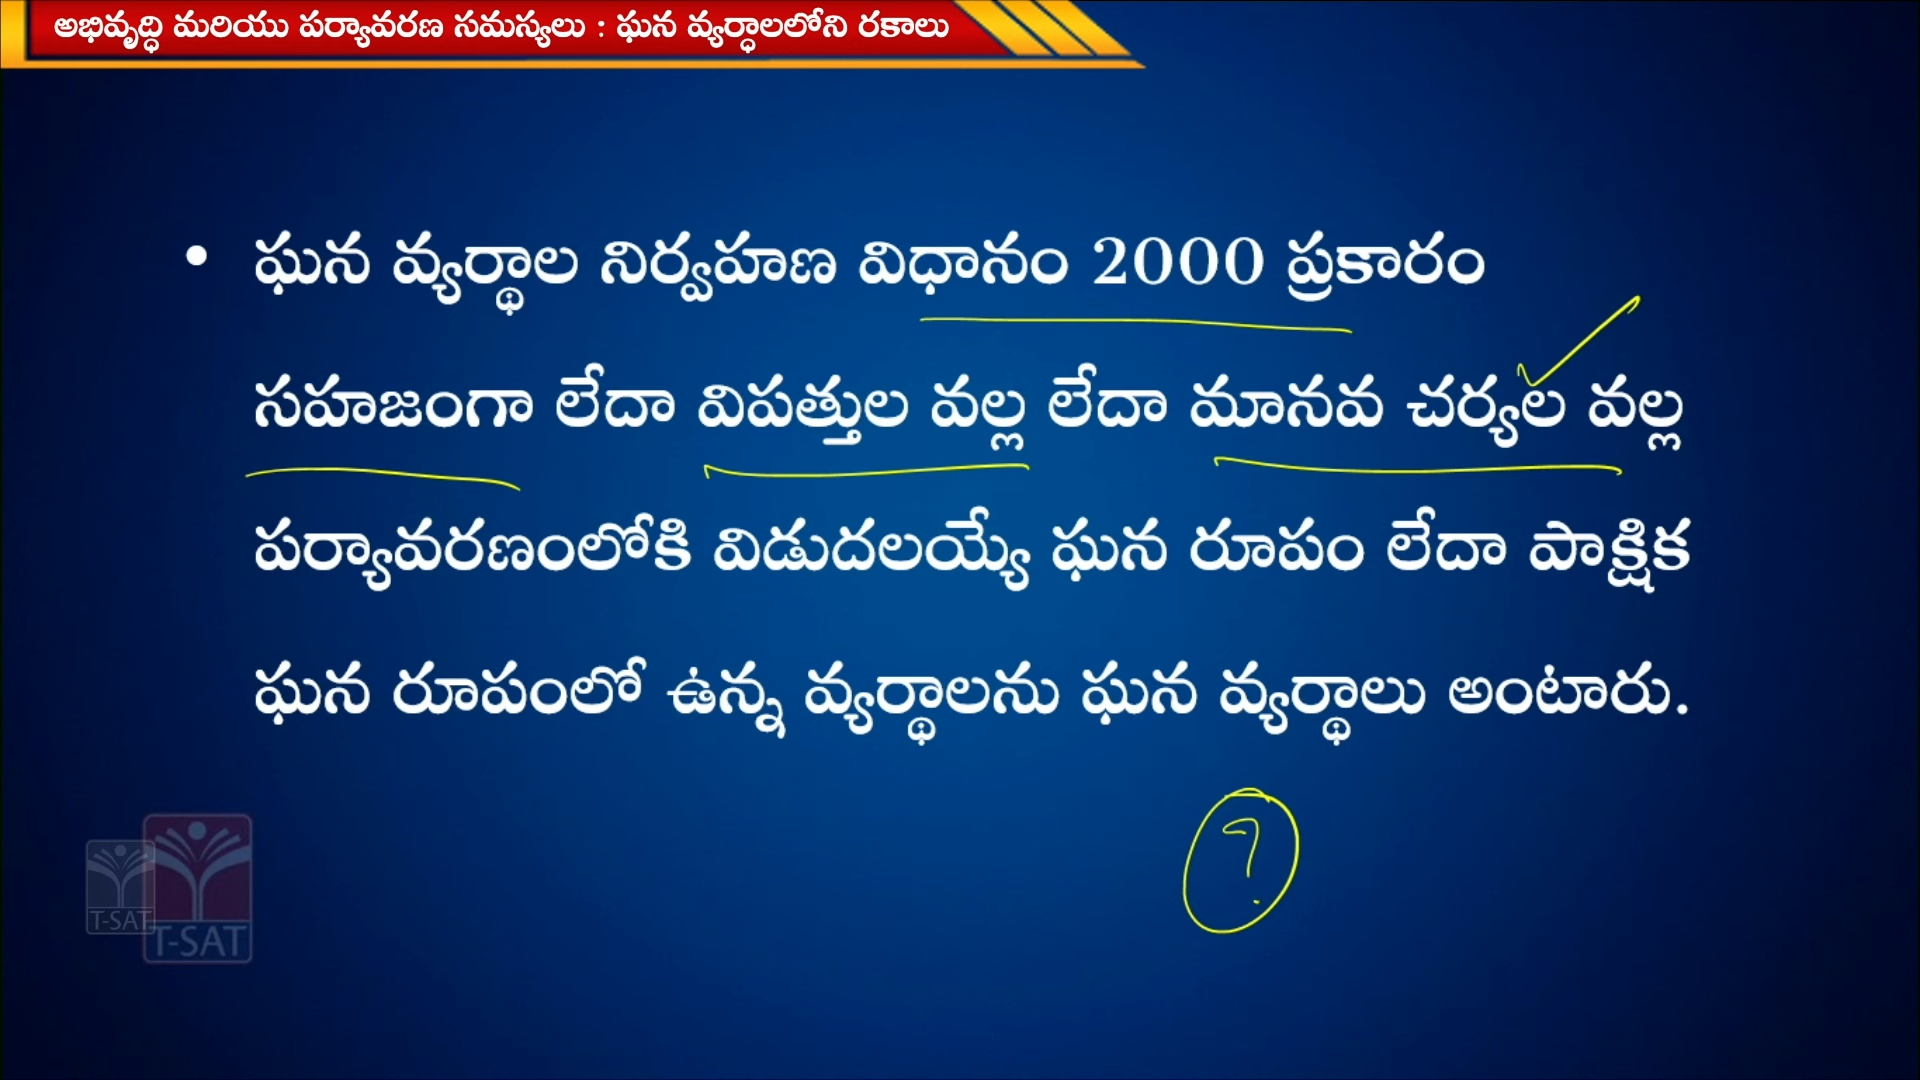 అభివృద్ధి మరియు పర్యావరణ సమస్యలు : ఘన వ్యర్ధాలలోని రకాలు
• ఘన వ్యర్థాల నిర్వహణ విధానం 2000 ప్రకారం
సహజంగా లేదా విపత్తుల వల్ల లేదా మానవ చర్యల వల్ల
పర్యావరణంలోకి విడుదలయ్యే ఘన రూపం లేదా పాక్షిక
ఘన రూపంలో ఉన్న వ్యర్థాలను ఘన వ్యర్థాలు అంటారు.
?
T-SAT
T-SAT